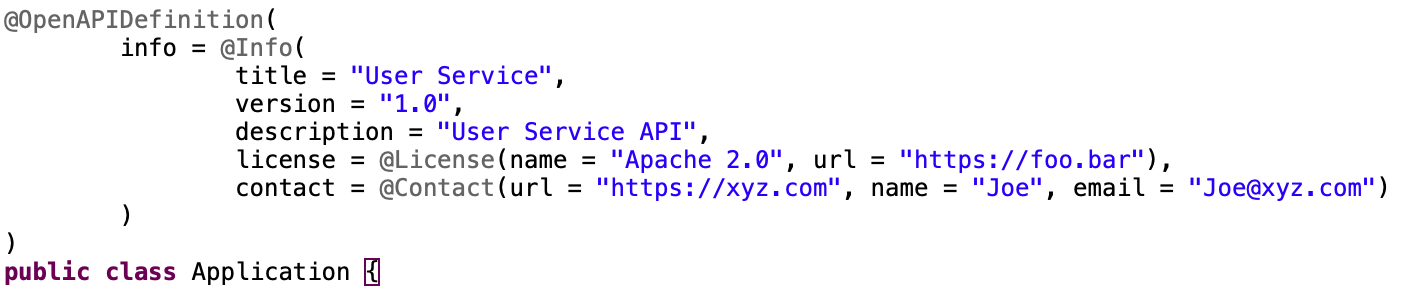 @OpenAPIDefinition(
        info = @Info(
                title = "User Service",
                version = "1.0",
                description = "User Service API",
                license = @License(name = "Apache 2.0", url = "https://foo.bar"),
                contact = @Contact(url = "https://xyz.com", name = "Joe", email = "Joe@xyz.com")
        )
)
public class Application {